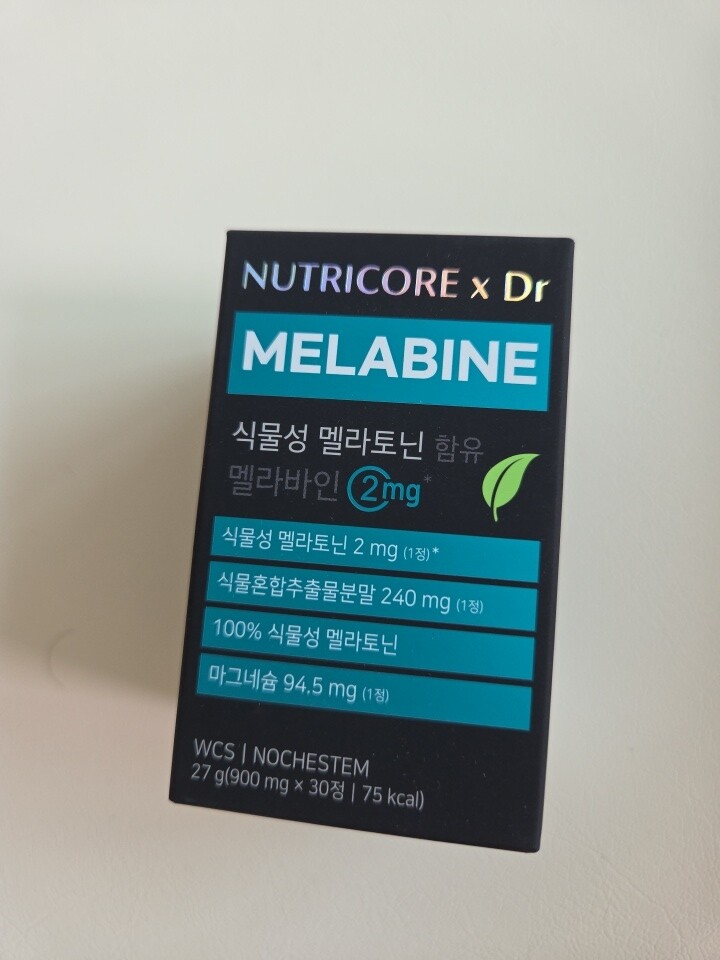 NUTRICORE x Dr
MELABINE
식물성 멜라토닌 함유
멜라바인 2mg*
식물성 멜라토닌 2 mg (1정)*
식물혼합추출물분말 240 mg (1정)
100% 식물성 멜라토닌
마그네슘 94.5 mg (1정)
WCS | NOCHESTEM
27 g(900 mg × 30정 | 75 kcal)